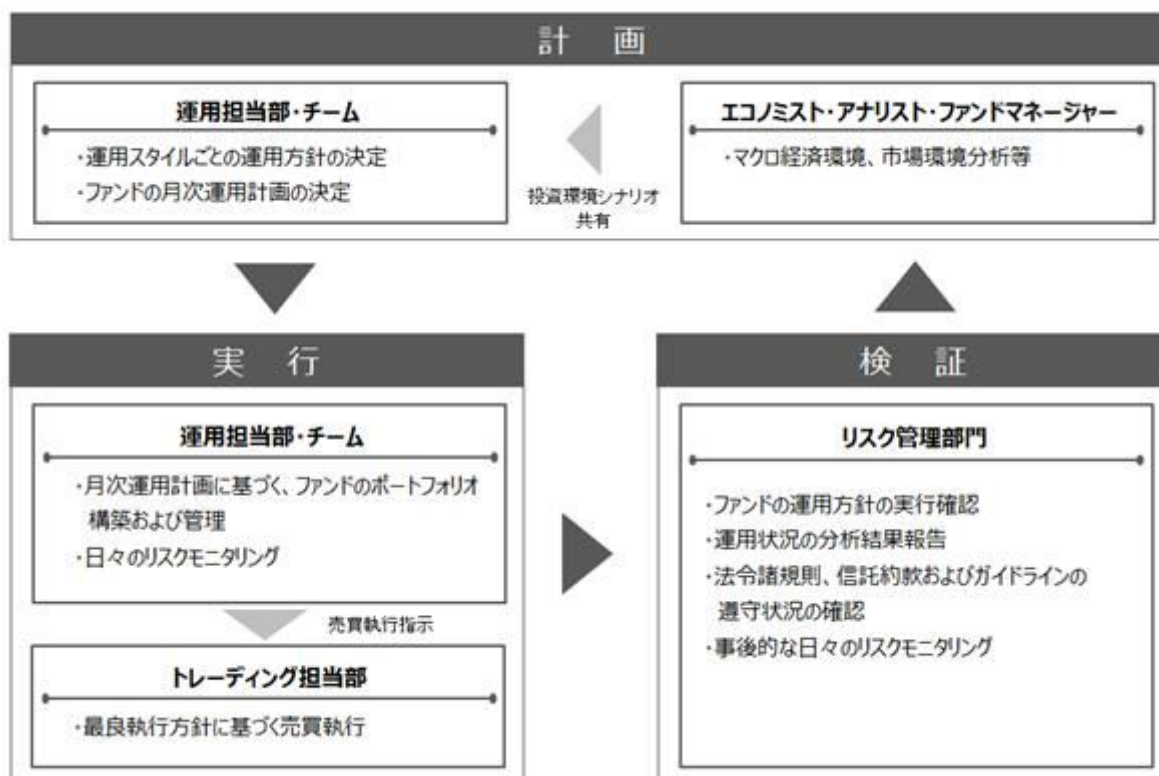 計 画
運用担当部・チーム
・運用スタイルごとの運用方針の決定
・ファンドの月次運用計画の決定
投資環境シナリオ
共有
エコノミスト・アナリスト・ファンドマネージャー
・マクロ経済環境、市場環境分析等
実 行
運用担当部・チーム
・月次運用計画に基づく、ファンドのポートフォリオ
構築および管理
・日々のリスクモニタリング
売買執行指示
トレーディング担当部
・最良執行方針に基づく売買執行
検 証
リスク管理部門
・ファンドの運用方針の実行確認
・運用状況の分析結果報告
・法令諸規則、信託約款およびガイドラインの
遵守状況の確認
・事後的な日々のリスクモニタリング